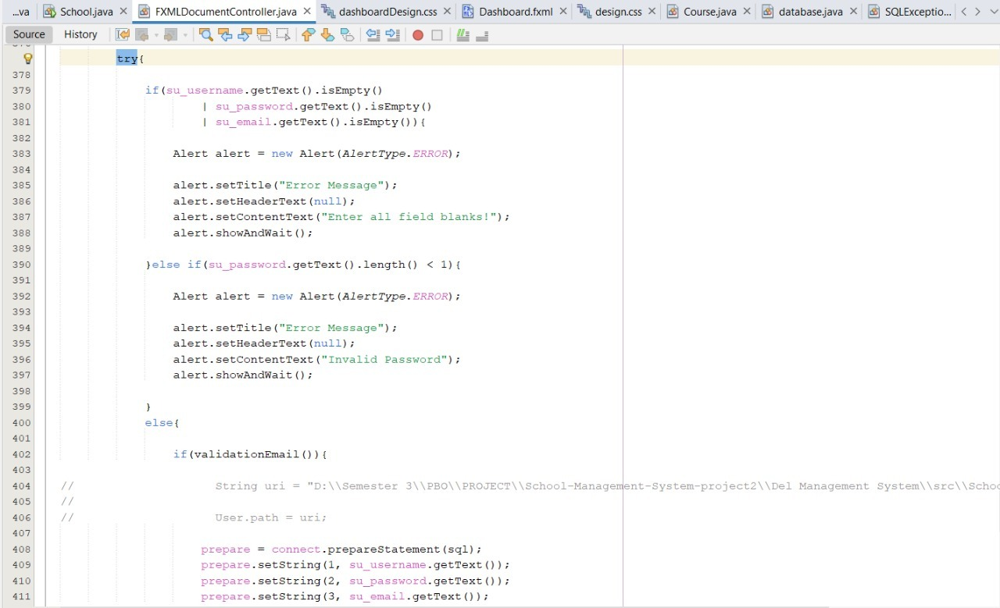 ...va School.java FXMLDocumentController.java dashboardDesign.css Dashboard.fxml design.css Course.java database.java SQLExceptio...
Source History
try{
378
379 if(su_username.getText().isEmpty()
380 | su_password.getText().isEmpty()
381 | su_email.getText().isEmpty()){
382
383 Alert alert = new Alert(AlertType.ERROR);
384
385 alert.setTitle("Error Message");
386 alert.setHeaderText(null);
387 alert.setContentText("Enter all field blanks!");
388 alert.showAndWait();
389
390 }else if(su_password.getText().length() < 1){
391
392 Alert alert = new Alert(AlertType.ERROR);
393
394 alert.setTitle("Error Message");
395 alert.setHeaderText(null);
396 alert.setContentText("Invalid Password");
397 alert.showAndWait();
398
399 }
400 else{
401
402 if(validationEmail()){
403
404 // String uri = "D:\\Semester 3\\PBO\\PROJECT\\School-Management-System-project2\\Del Management System\\src\\Schoo
405 //
406 // User.path = uri;
407
408 prepare = connect.prepareStatement(sql);
409 prepare.setString(1, su_username.getText());
410 prepare.setString(2, su_password.getText());
411 prepare.setString(3, su_email.getText());